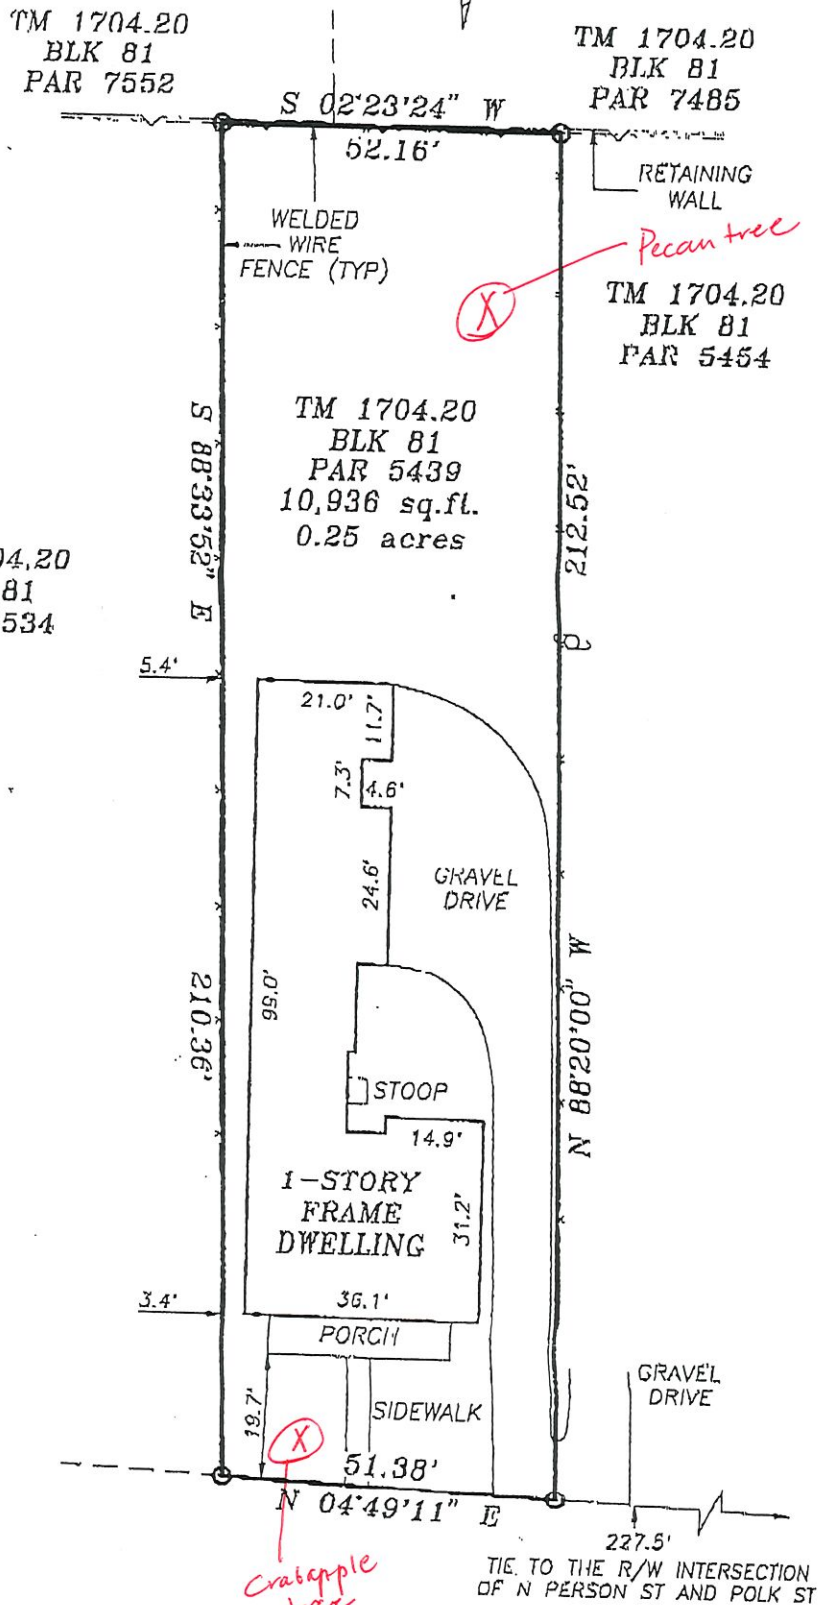 TM 1704.20
BLK 81
PAR 7552
TM 1704.20
BLK 81
PAR 7485
S 02°23'24" W
52.16'
RETAINING
WALL
WELDED
WIRE
FENCE (TYP)
Pecan tree
TM 1704.20
BLK 81
PAR 5454
X
TM 1704.20
BLK 81
PAR 5439
10,936 sq.ft.
0.25 acres
S 88°33'52" E
212.52'
04.20
81
534
5.4'
21.0'
11.7'
7.3'
4.6'
24.6'
GRAVEL
DRIVE
99.0'
210.36'
N 88°20'00" W
STOOP
14.9'
1-STORY
FRAME
DWELLING
31.2'
3.4'
36.1'
PORCH
GRAVEL
DRIVE
19.7'
SIDEWALK
X
51.38'
N 04°49'11" E
227.5'
TIE TO THE R/W INTERSECTION
OF N PERSON ST AND POLK ST
Crabapple